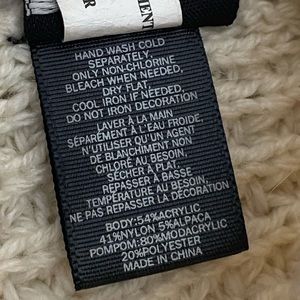 HAND WASH COLD
SEPARATELY,
ONLY NON-CHLORINE
BLEACH WHEN NEEDED,
DRY FLAT,
COOL IRON IF NEEDED,
DO NOT IRON DECORATION
LAVER À LA MAIN
SÉPARÉMENT À L'EAU FROIDE,
N'UTILISER QU'UN AGENT
DE BLANCHIMENT NON
CHLORÉ AU BESOIN,
SÉCHER À PLAT,
REPASSER À BASSE
TEMPÉRATURE AU BESOIN,
NE PAS REPASSER LA DÉCORATION
BODY:54%ACRYLIC
41%NYLON 5%ALPACA
POMPOM:80%MODACRYLIC
20%POLYESTER
MADE IN CHINA